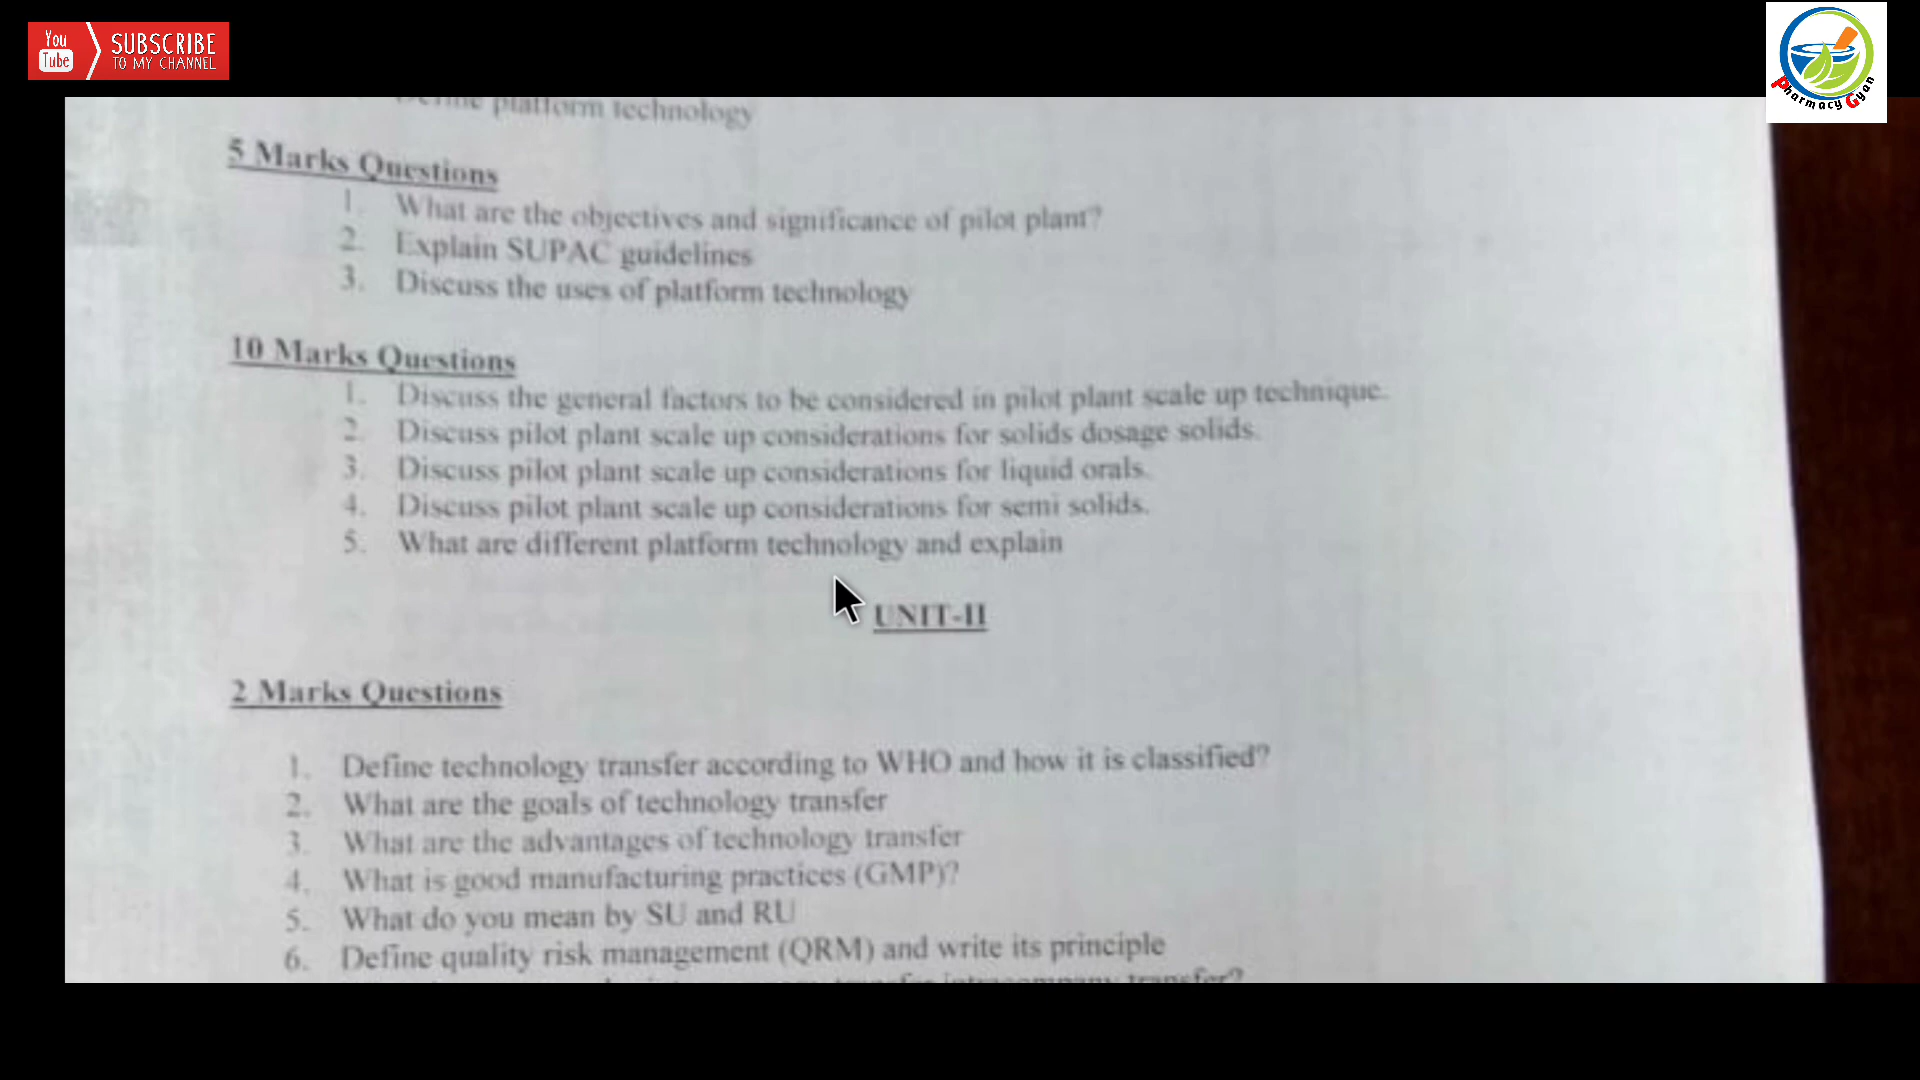 You
Tube
SUBSCRIBE
TO MY CHANNEL
Pharmacy Gyan
Define platform technology
5 Marks Questions
1. What are the objectives and significance of pilot plant?
2. Explain SUPAC guidelines
3. Discuss the uses of platform technology
10 Marks Questions
1. Discuss the general factors to be considered in pilot plant scale up technique.
2. Discuss pilot plant scale up considerations for solids dosage solids.
3. Discuss pilot plant scale up considerations for liquid orals.
4. Discuss pilot plant scale up considerations for semi solids.
5. What are different platform technology and explain
UNIT-II
2 Marks Questions
1. Define technology transfer according to WHO and how it is classified?
2. What are the goals of technology transfer
3. What are the advantages of technology transfer
4. What is good manufacturing practices (GMP)?
5. What do you mean by SU and RU
6. Define quality risk management (QRM) and write its principle
transfer intracompany transfer?